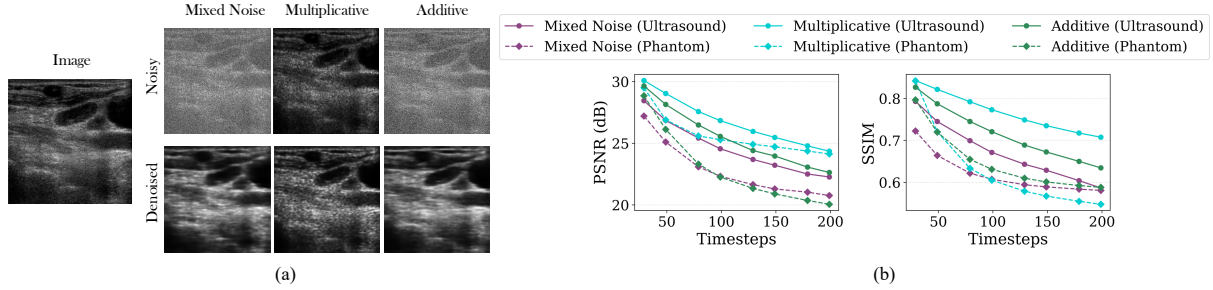 Mixed Noise Multiplicative Additive
Image
Noisy
Denoised
(a)
Mixed Noise (Ultrasound) Multiplicative (Ultrasound) Additive (Ultrasound)
Mixed Noise (Phantom) Multiplicative (Phantom) Additive (Phantom)
PSNR (dB)
30
25
20
50 100 150 200
Timesteps
SSIM
0.8
0.7
0.6
50 100 150 200
Timesteps
(b)